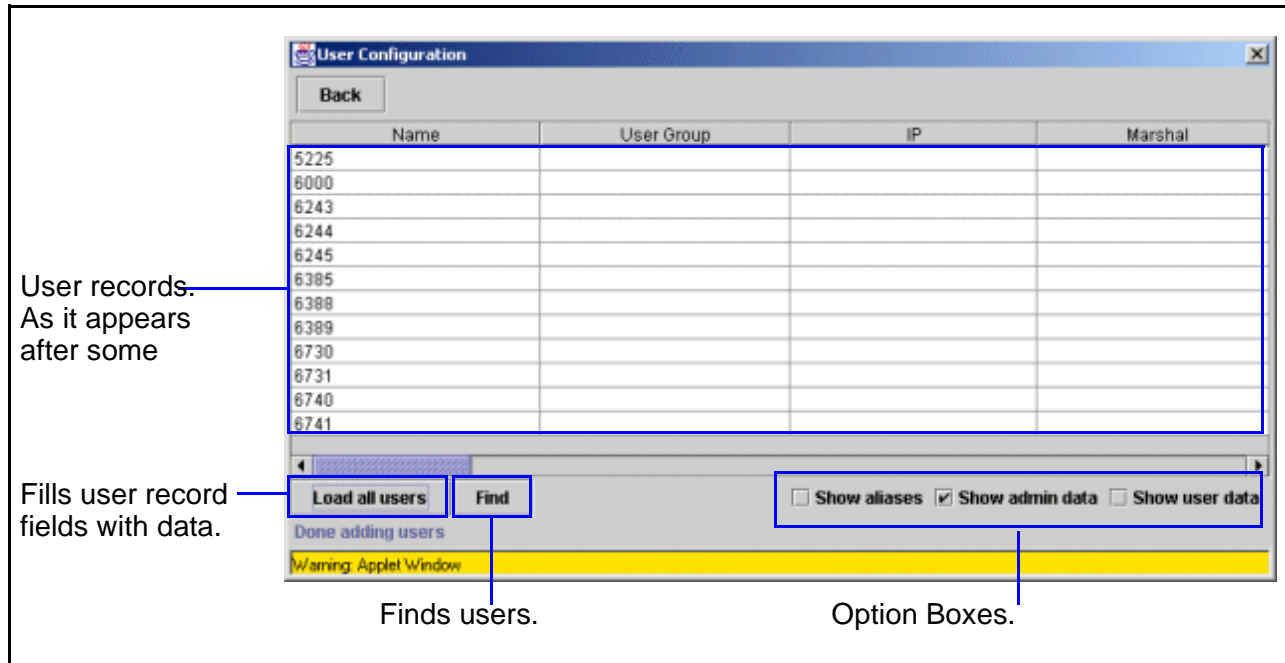 User Configuration
Back
Name User Group IP Marshal
5225
6000
6243
6244
6245
6385
6388
6389
6730
6731
6740
6741
User records.
As it appears
after some
Load all users Find Show aliases Show admin data Show user data
Fills user record
fields with data.
Done adding users
Warning: Applet Window
Finds users.
Option Boxes.